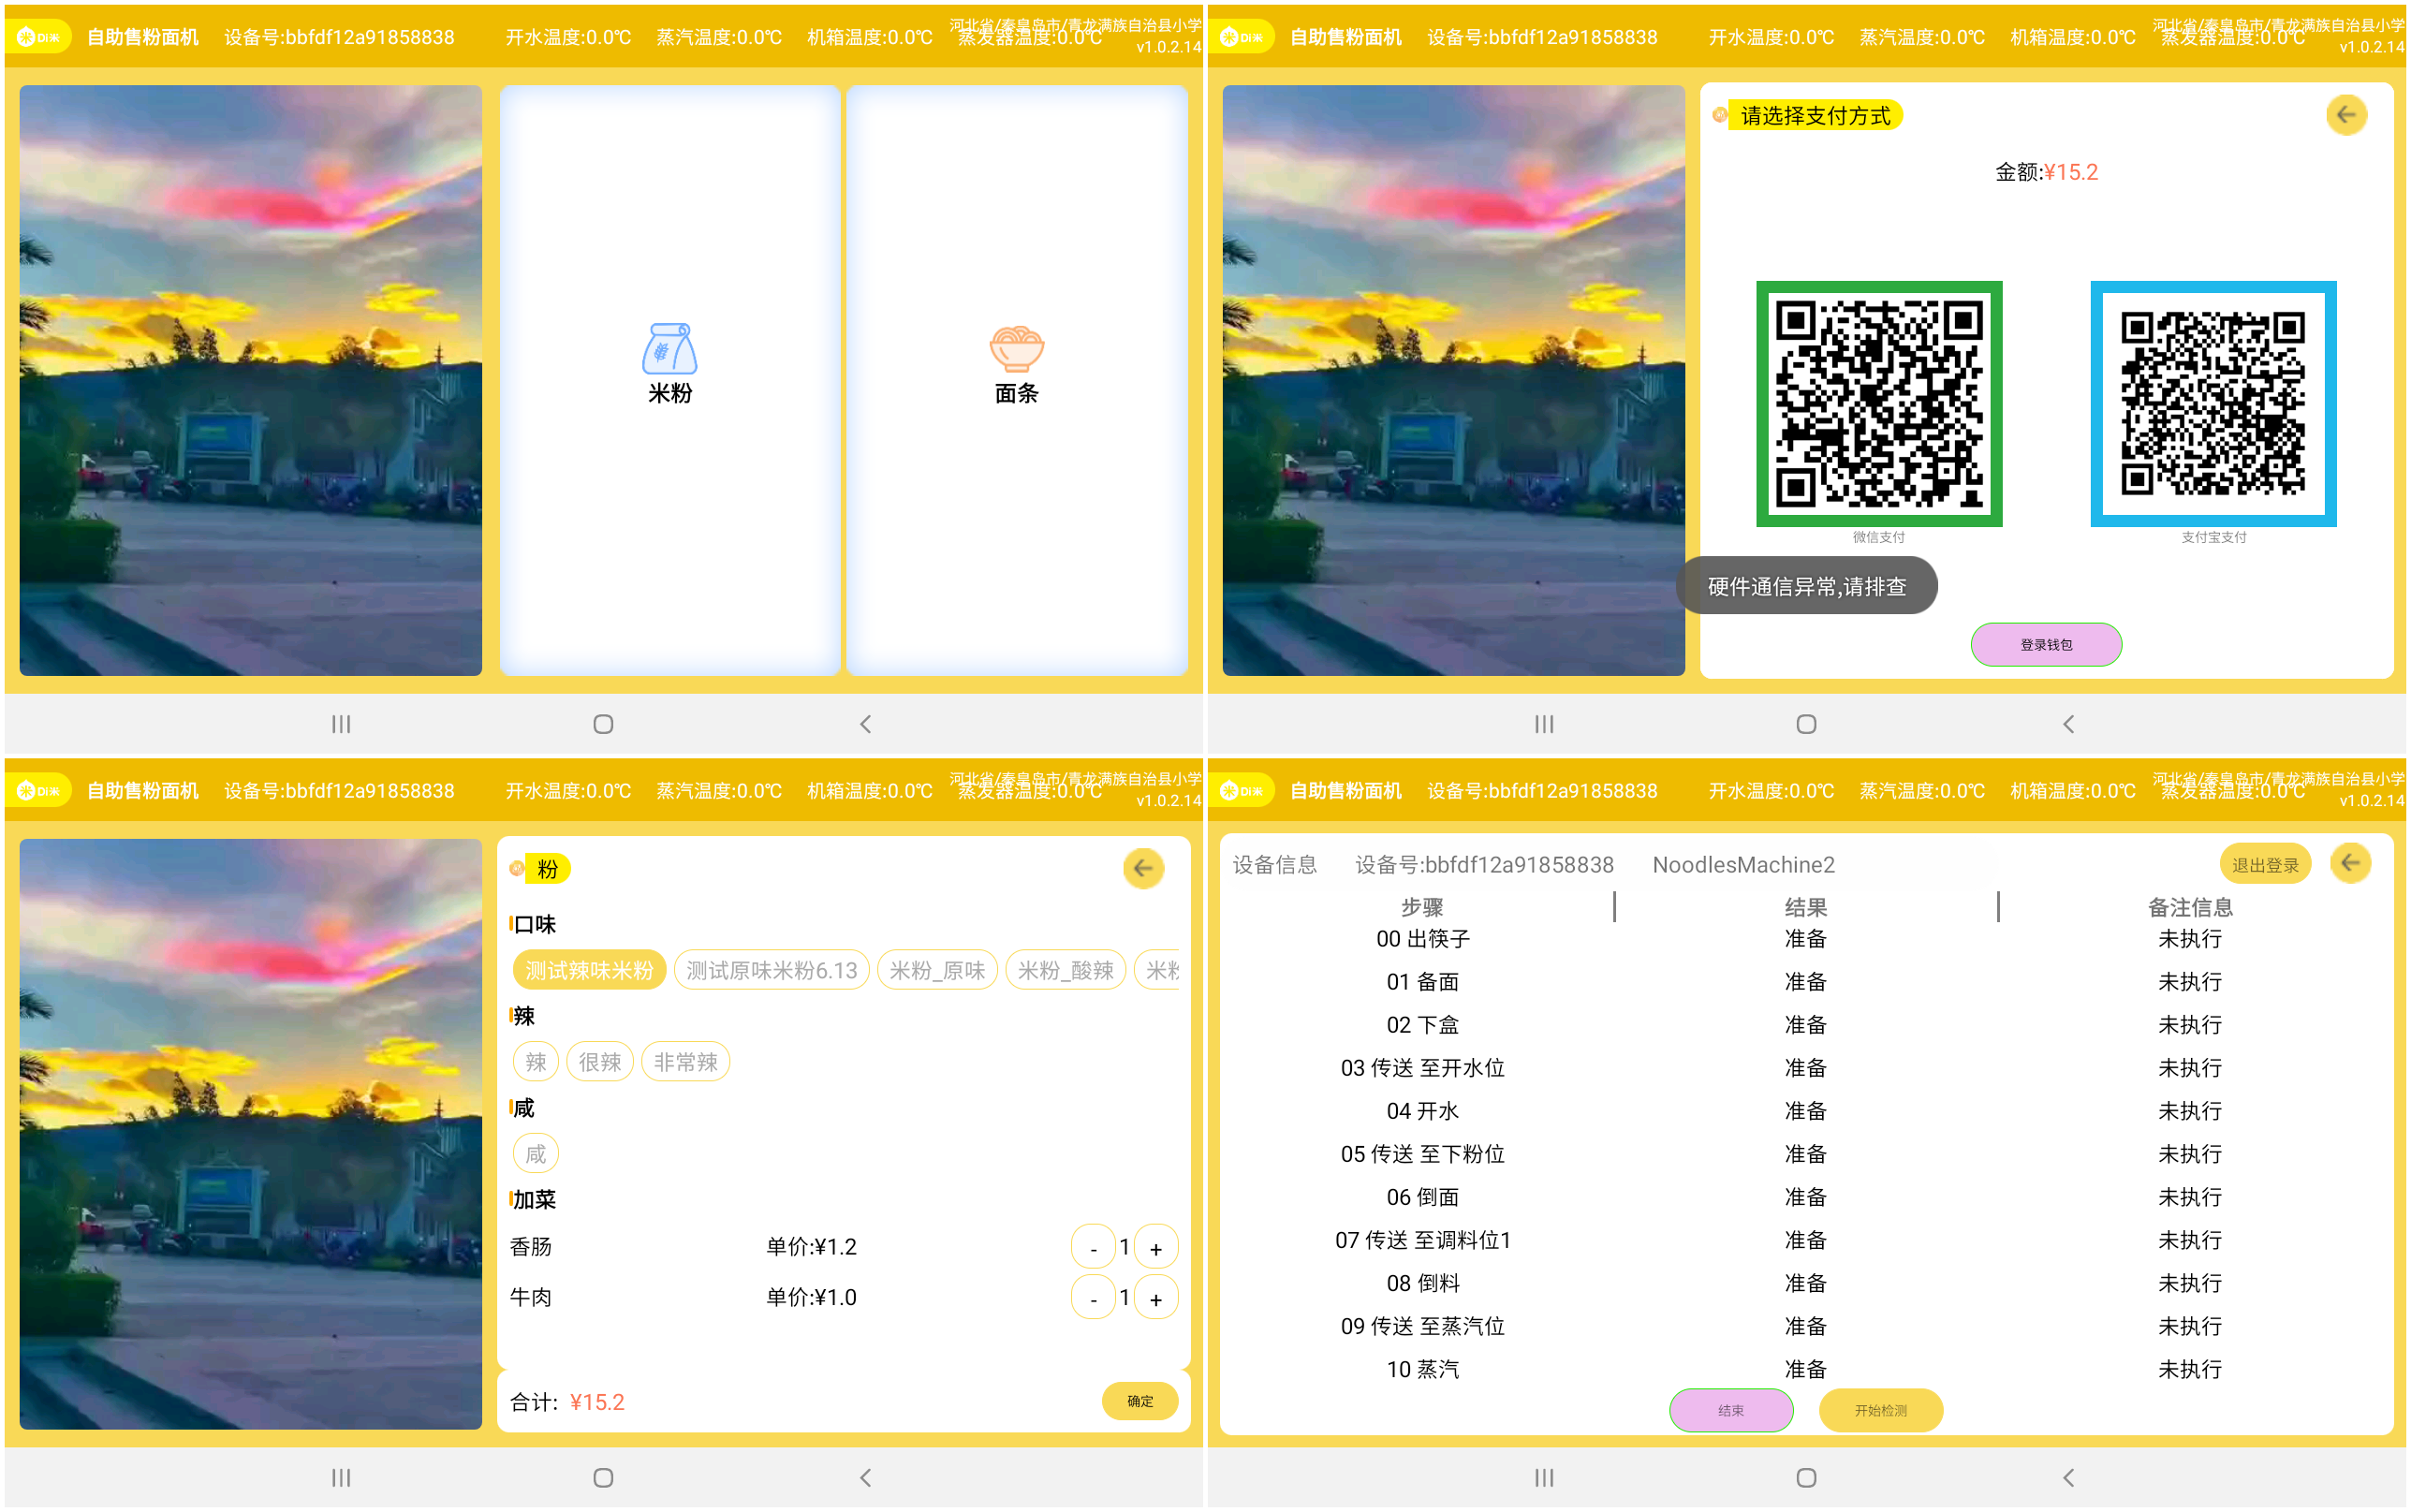 Di米 自助售粉面机 设备号:bbfdf12a91858838 开水温度:0.0℃ 蒸汽温度:0.0℃ 机箱温度:0.0℃ 蒸发器温度:0.0℃ 河北省/秦皇岛市/青龙满族自治县小学
v1.0.2.14
米粉
面条
Di米 自助售粉面机 设备号:bbfdf12a91858838 开水温度:0.0℃ 蒸汽温度:0.0℃ 机箱温度:0.0℃ 蒸发器温度:0.0℃ 河北省/秦皇岛市/青龙满族自治县小学
v1.0.2.14
请选择支付方式
金额:¥15.2
微信支付 支付宝支付
硬件通信异常,请排查
登录钱包
Di米 自助售粉面机 设备号:bbfdf12a91858838 开水温度:0.0℃ 蒸汽温度:0.0℃ 机箱温度:0.0℃ 蒸发器温度:0.0℃ 河北省/秦皇岛市/青龙满族自治县小学
v1.0.2.14
粉
口味
测试辣味米粉 测试原味米粉6.13 米粉_原味 米粉_酸辣 米粉
辣
辣 很辣 非常辣
咸
咸
加菜
香肠 单价:¥1.2 - 1 +
牛肉 单价:¥1.0 - 1 +
合计: ¥15.2 确定
Di米 自助售粉面机 设备号:bbfdf12a91858838 开水温度:0.0℃ 蒸汽温度:0.0℃ 机箱温度:0.0℃ 蒸发器温度:0.0℃ 河北省/秦皇岛市/青龙满族自治县小学
v1.0.2.14
设备信息 设备号:bbfdf12a91858838 NoodlesMachine2 退出登录
步骤 结果 备注信息
00 出筷子 准备 未执行
01 备面 准备 未执行
02 下盒 准备 未执行
03 传送 至开水位 准备 未执行
04 开水 准备 未执行
05 传送 至下粉位 准备 未执行
06 倒面 准备 未执行
07 传送 至调料位1 准备 未执行
08 倒料 准备 未执行
09 传送 至蒸汽位 准备 未执行
10 蒸汽 准备 未执行
结束 开始检测